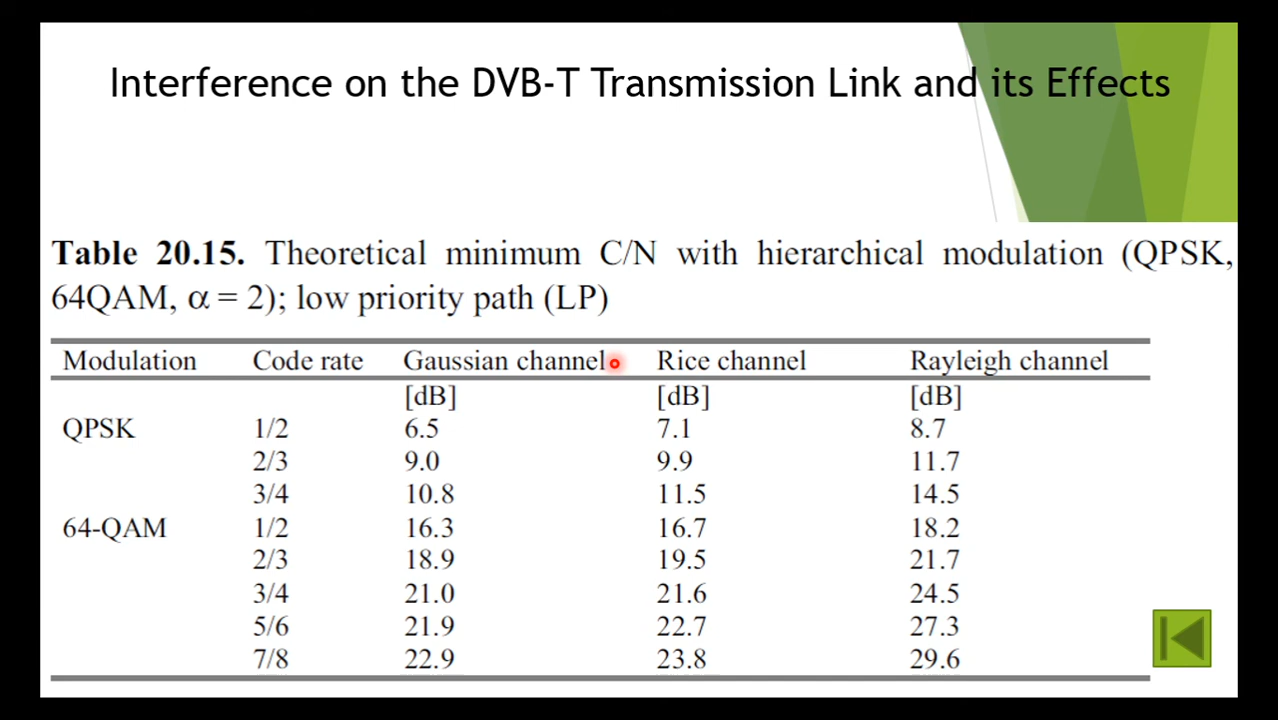 Interference on the DVB-T Transmission Link and its Effects
Table 20.15. Theoretical minimum C/N with hierarchical modulation (QPSK,
64QAM, α = 2); low priority path (LP)
Modulation Code rate Gaussian channel Rice channel Rayleigh channel
[dB] [dB] [dB]
QPSK 1/2 6.5 7.1 8.7
2/3 9.0 9.9 11.7
3/4 10.8 11.5 14.5
64-QAM 1/2 16.3 16.7 18.2
2/3 18.9 19.5 21.7
3/4 21.0 21.6 24.5
5/6 21.9 22.7 27.3
7/8 22.9 23.8 29.6